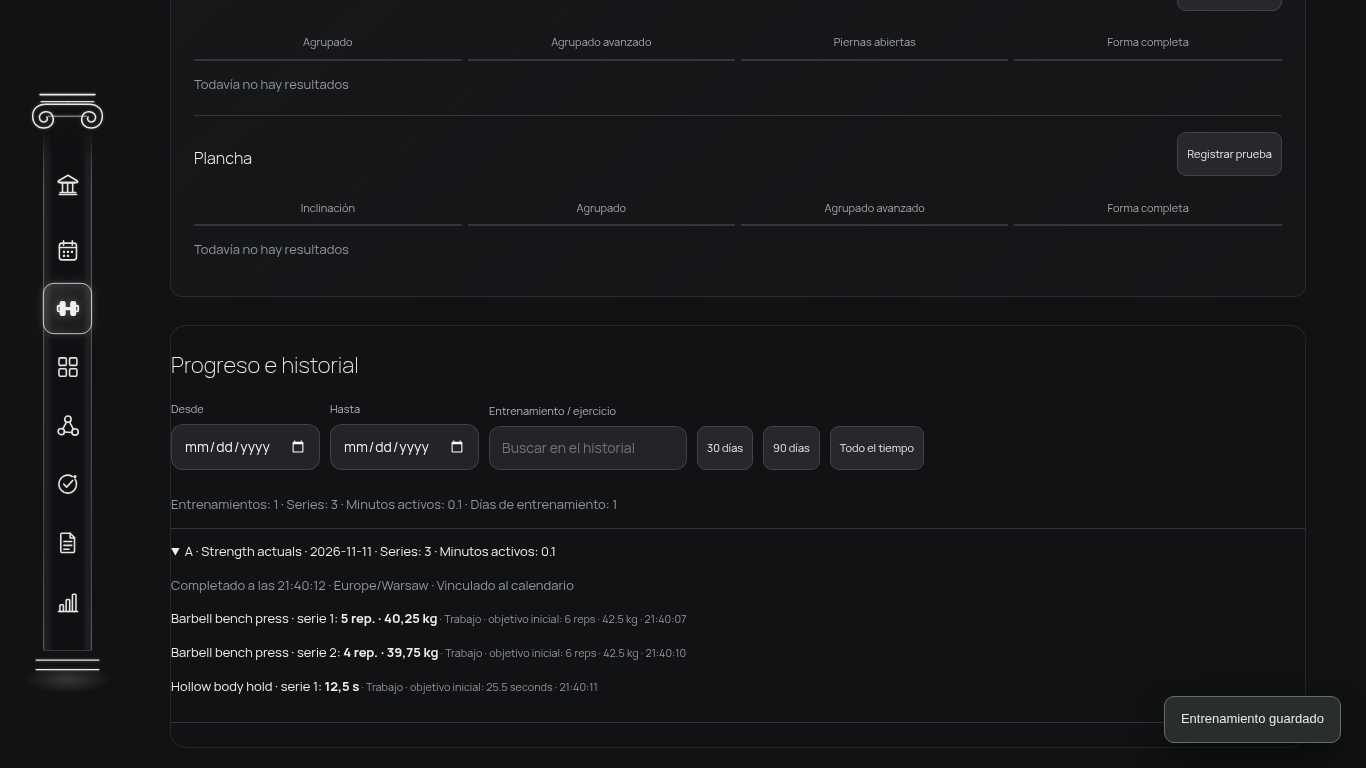 Agrupado
Agrupado avanzado
Piernas abiertas
Forma completa
Todavía no hay resultados
Plancha
Registrar prueba
Inclinación
Agrupado
Agrupado avanzado
Forma completa
Todavía no hay resultados
Progreso e historial
Desde
Hasta
Entrenamiento / ejercicio
mm/dd/yyyy
mm/dd/yyyy
Buscar en el historial
30 días
90 días
Todo el tiempo
Entrenamientos: 1 · Series: 3 · Minutos activos: 0.1 · Días de entrenamiento: 1
▼ A · Strength actuals · 2026-11-11 · Series: 3 · Minutos activos: 0.1
Completado a las 21:40:12 · Europe/Warsaw · Vinculado al calendario
Barbell bench press · serie 1: 5 rep. · 40,25 kg · Trabajo · objetivo inicial: 6 reps · 42.5 kg · 21:40:07
Barbell bench press · serie 2: 4 rep. · 39,75 kg · Trabajo · objetivo inicial: 6 reps · 42.5 kg · 21:40:10
Hollow body hold · serie 1: 12,5 s · Trabajo · objetivo inicial: 25.5 seconds · 21:40:11
Entrenamiento guardado